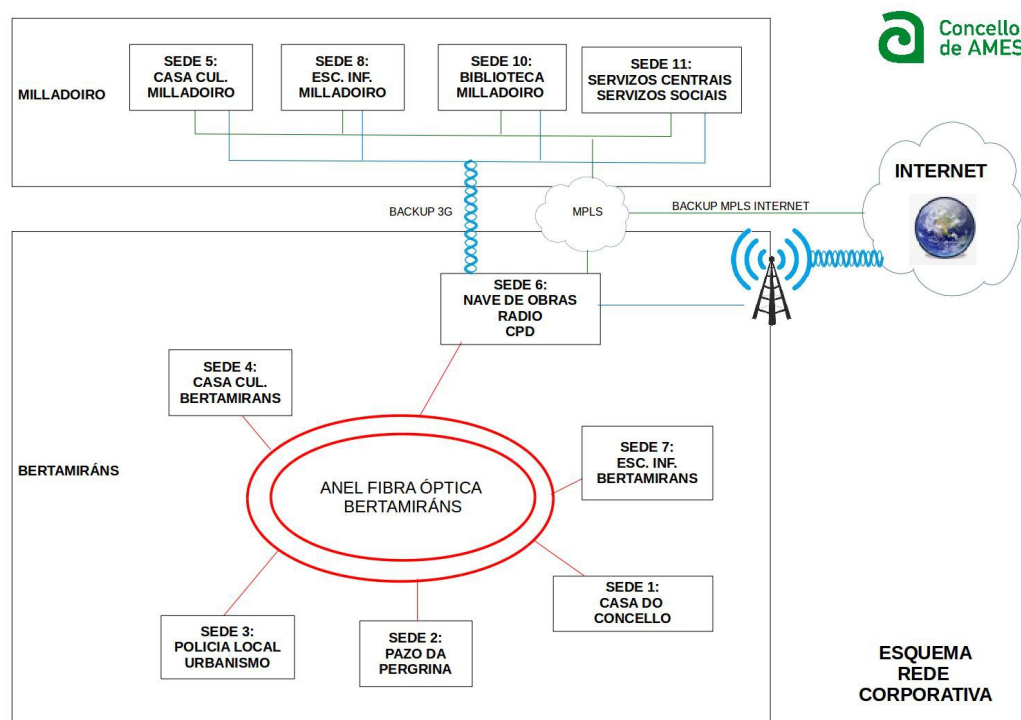 Concello
de AMES
MILLADOIRO
SEDE 5:
CASA CUL.
MILLADOIRO
SEDE 8:
ESC. INF.
MILLADOIRO
SEDE 10:
BIBLIOTECA
MILLADOIRO
SEDE 11:
SERVIZOS CENTRAIS
SERVIZOS SOCIAIS
INTERNET
BACKUP 3G
MPLS
BACKUP MPLS INTERNET
SEDE 6:
NAVE DE OBRAS
RADIO
CPD
SEDE 4:
CASA CUL.
BERTAMIRANS
BERTAMIRÁNS
ANEL FIBRA ÓPTICA
BERTAMIRÁNS
SEDE 7:
ESC. INF.
BERTAMIRANS
SEDE 1:
CASA DO
CONCELLO
SEDE 3:
POLICIA LOCAL
URBANISMO
SEDE 2:
PAZO DA
PERGRINA
ESQUEMA
REDE
CORPORATIVA